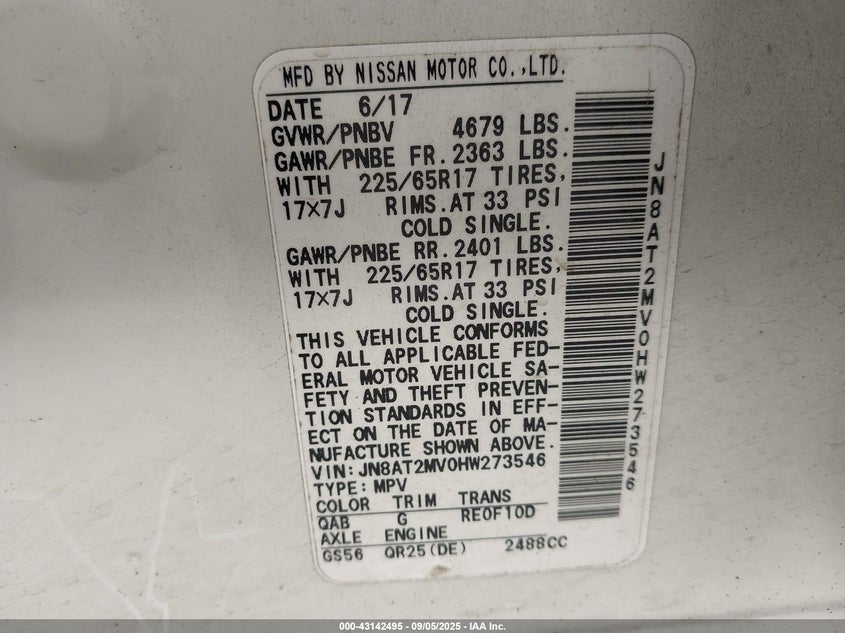 MFD BY NISSAN MOTOR CO.,LTD.
DATE 6/17
GVWR/PNBV 4679 LBS.
GAWR/PNBE FR. 2363 LBS.
WITH 225/65R17 TIRES,
17×7J RIMS.AT 33 PSI
COLD SINGLE.
GAWR/PNBE RR. 2401 LBS.
WITH 225/65R17 TIRES,
17×7J RIMS.AT 33 PSI
COLD SINGLE.
THIS VEHICLE CONFORMS
TO ALL APPLICABLE FED-
ERAL MOTOR VEHICLE SA-
FETY AND THEFT PREVEN-
TION STANDARDS IN EFF-
ECT ON THE DATE OF MA-
NUFACTURE SHOWN ABOVE.
VIN:JN8AT2MV0HW273546
TYPE:MPV
COLOR TRIM TRANS
QAB G RE0F10D
AXLE ENGINE
GS56 QR25(DE) 2488CC
JN8AT2MV0HW273546
000-43142495 - 09/05/2025 - IAA Inc.